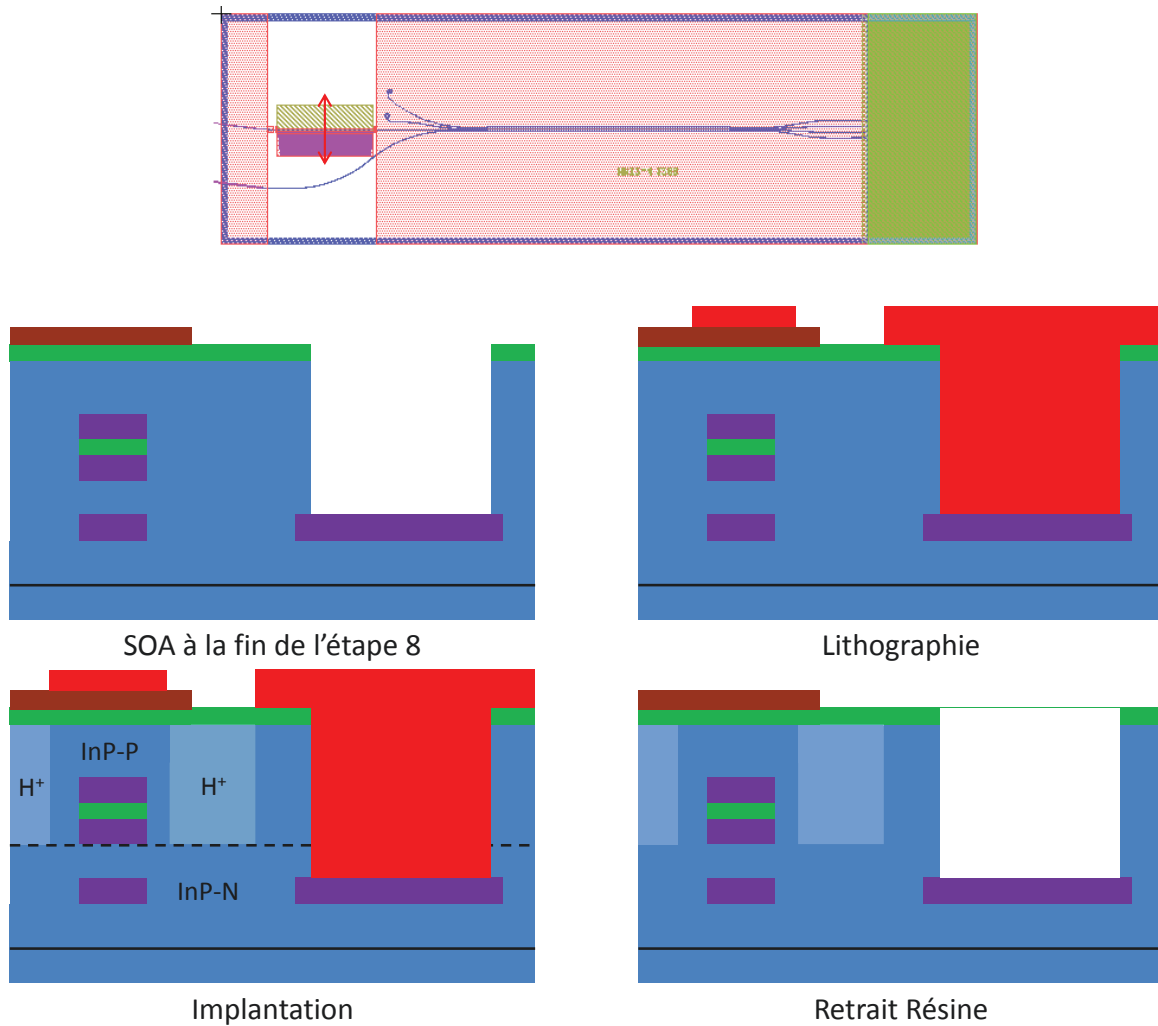 SOA à la fin de l'étape 8
Lithographie
InP-P
H⁺
H⁺
InP-N
Implantation
Retrait Résine